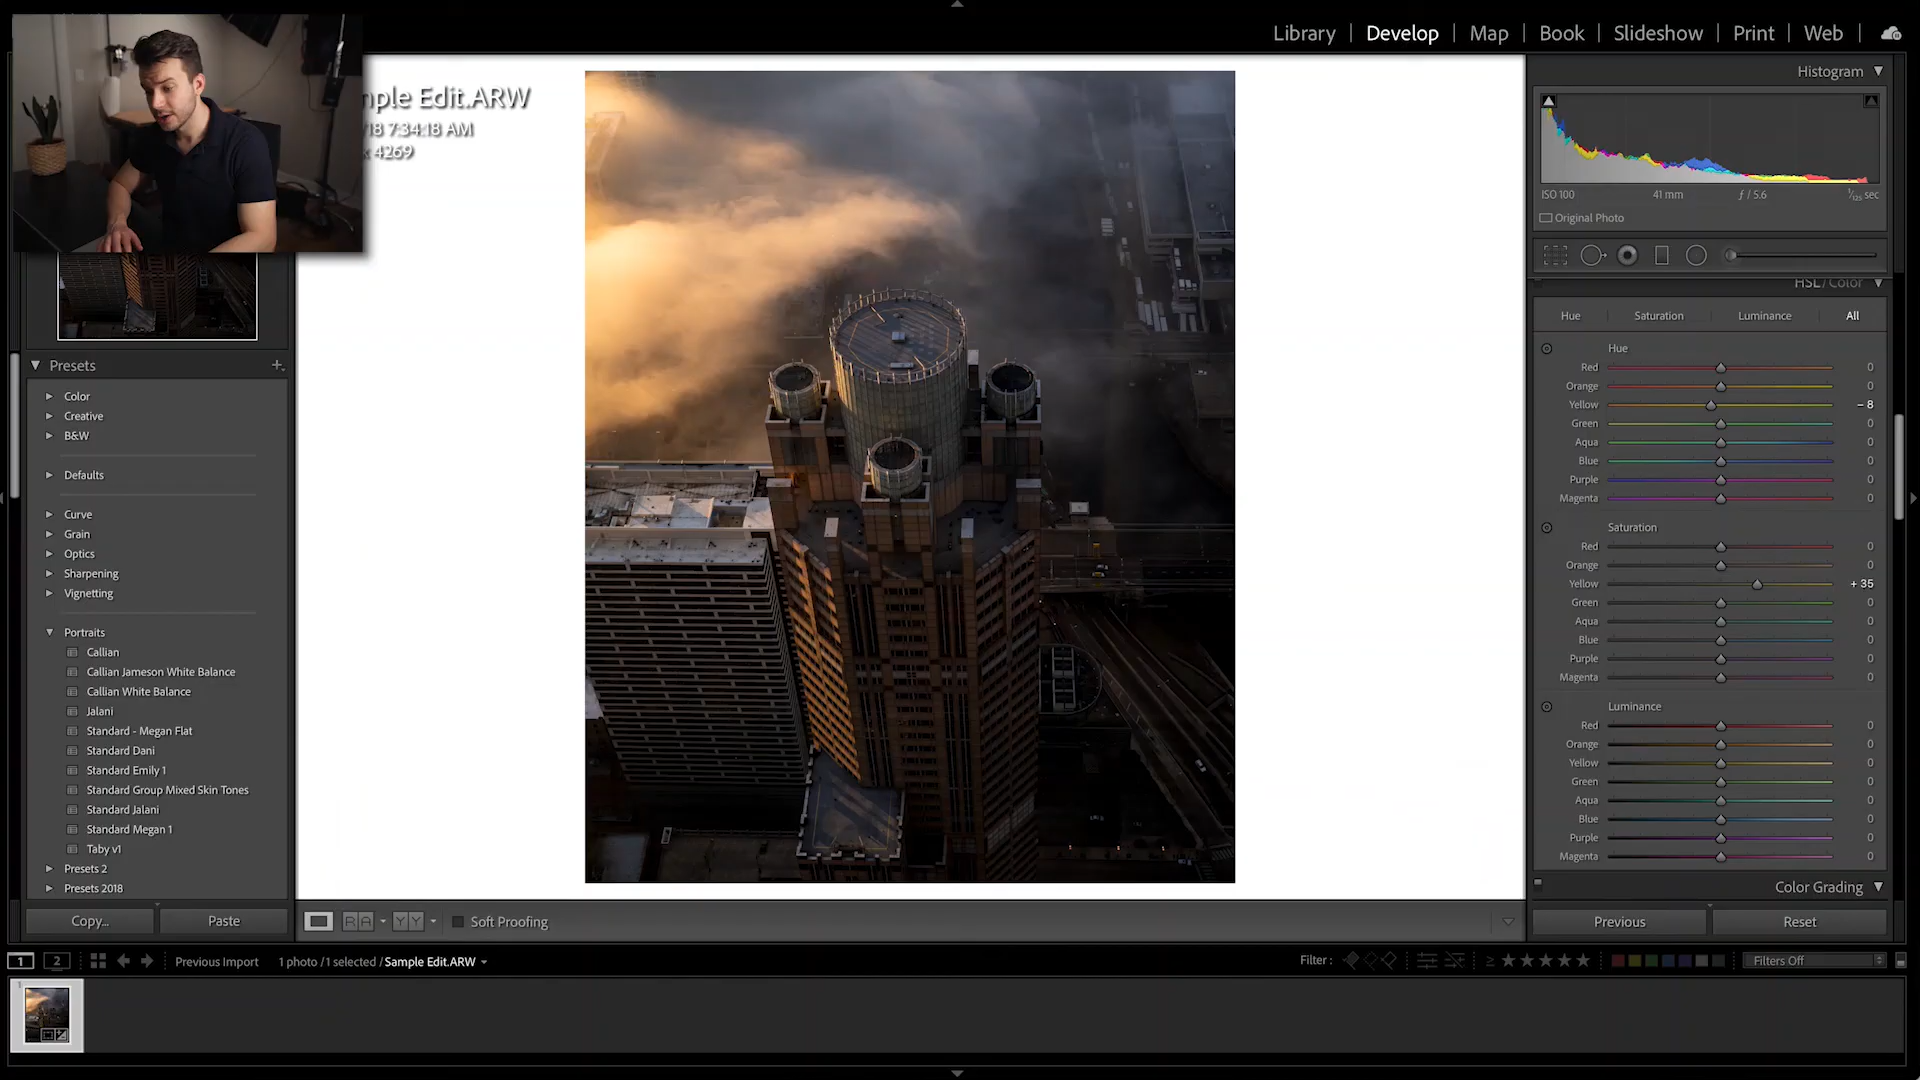 Library | Develop | Map | Book | Slideshow | Print | Web |
mple Edit.ARW
/18 7:34:18 AM
x 4269
Presets
Color
Creative
B&W
Defaults
Curve
Grain
Optics
Sharpening
Vignetting
Portraits
Callian
Callian Jameson White Balance
Callian White Balance
Jalani
Standard - Megan Flat
Standard Dani
Standard Emily 1
Standard Group Mixed Skin Tones
Standard Jalani
Standard Megan 1
Taby v1
Presets 2
Presets 2018
Copy...
Paste
Soft Proofing
Histogram
ISO 100 41 mm ƒ / 5.6 1/125 sec
Original Photo
HSL / Color
Hue Saturation Luminance All
Hue
Red 0
Orange 0
Yellow – 8
Green 0
Aqua 0
Blue 0
Purple 0
Magenta 0
Saturation
Red 0
Orange 0
Yellow + 35
Green 0
Aqua 0
Blue 0
Purple 0
Magenta 0
Luminance
Red 0
Orange 0
Yellow 0
Green 0
Aqua 0
Blue 0
Purple 0
Magenta 0
Color Grading
Previous
Reset
1 2 Previous Import 1 photo / 1 selected / Sample Edit.ARW
Filter : ≥ Filters Off
1